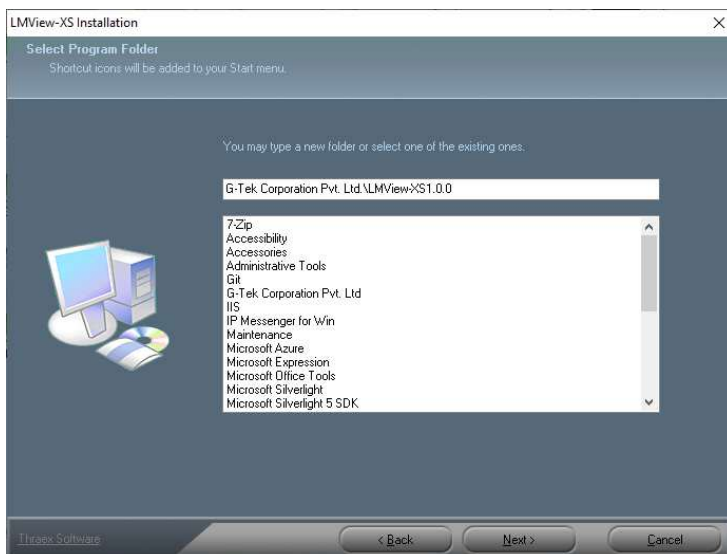 LMView-XS Installation
Select Program Folder
Shortcut icons will be added to your Start menu.
You may type a new folder or select one of the existing ones.
G-Tek Corporation Pvt. Ltd.\LMView-XS1.0.0
7-Zip
Accessibility
Accessories
Administrative Tools
Git
G-Tek Corporation Pvt. Ltd
IIS
IP Messenger for Win
Maintenance
Microsoft Azure
Microsoft Expression
Microsoft Office Tools
Microsoft Silverlight
Microsoft Silverlight 5 SDK
Thraex Software
< Back
Next >
Cancel